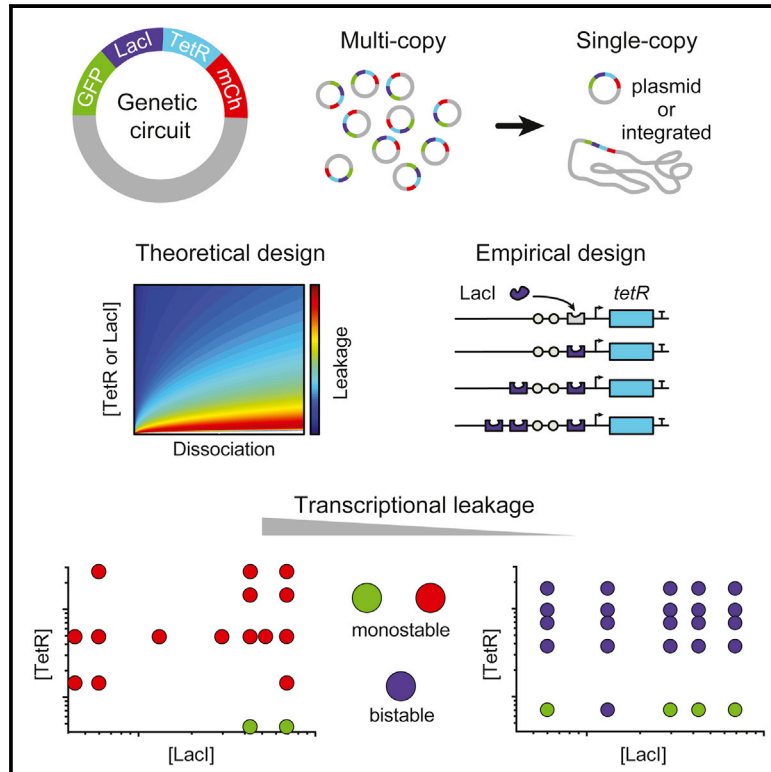 GFP
LacI
TetR
mCh
Genetic
circuit
Multi-copy
Single-copy
plasmid
or
integrated
Theoretical design
[TetR or LacI]
Dissociation
Leakage
Empirical design
LacI
tetR
Transcriptional leakage
[TetR]
[LacI]
monostable
bistable
[TetR]
[LacI]